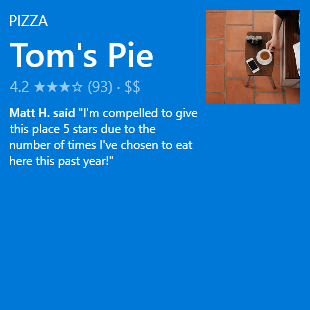 PIZZA
Tom's Pie
4.2 ★★★☆ (93) · $$
Matt H. said "I'm compelled to give
this place 5 stars due to the
number of times I've chosen to eat
here this past year!"